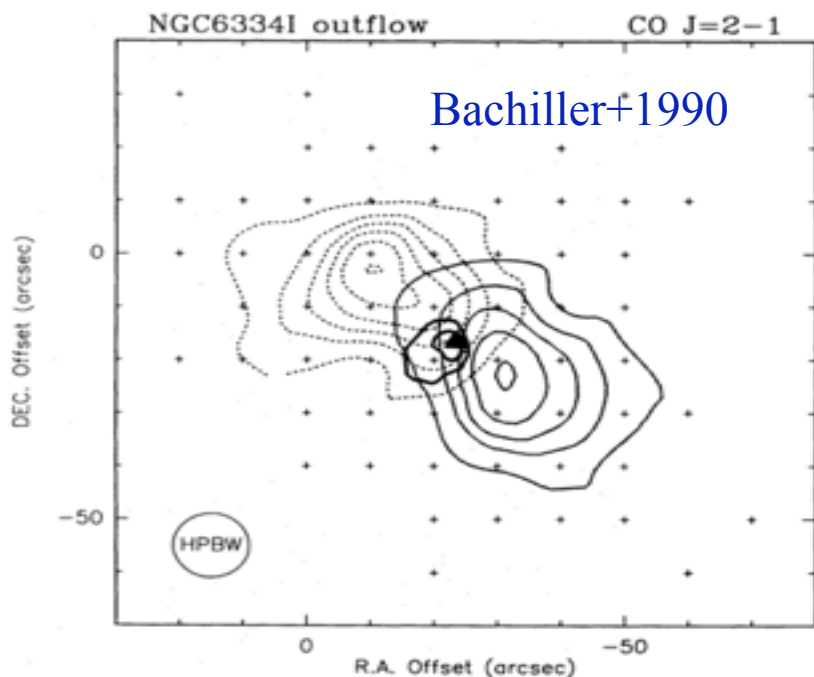 NGC6334I outflow CO J=2-1
Bachiller+1990
0
DEC. Offset (arcsec)
-50
HPBW
0 -50
R.A. Offset (arcsec)